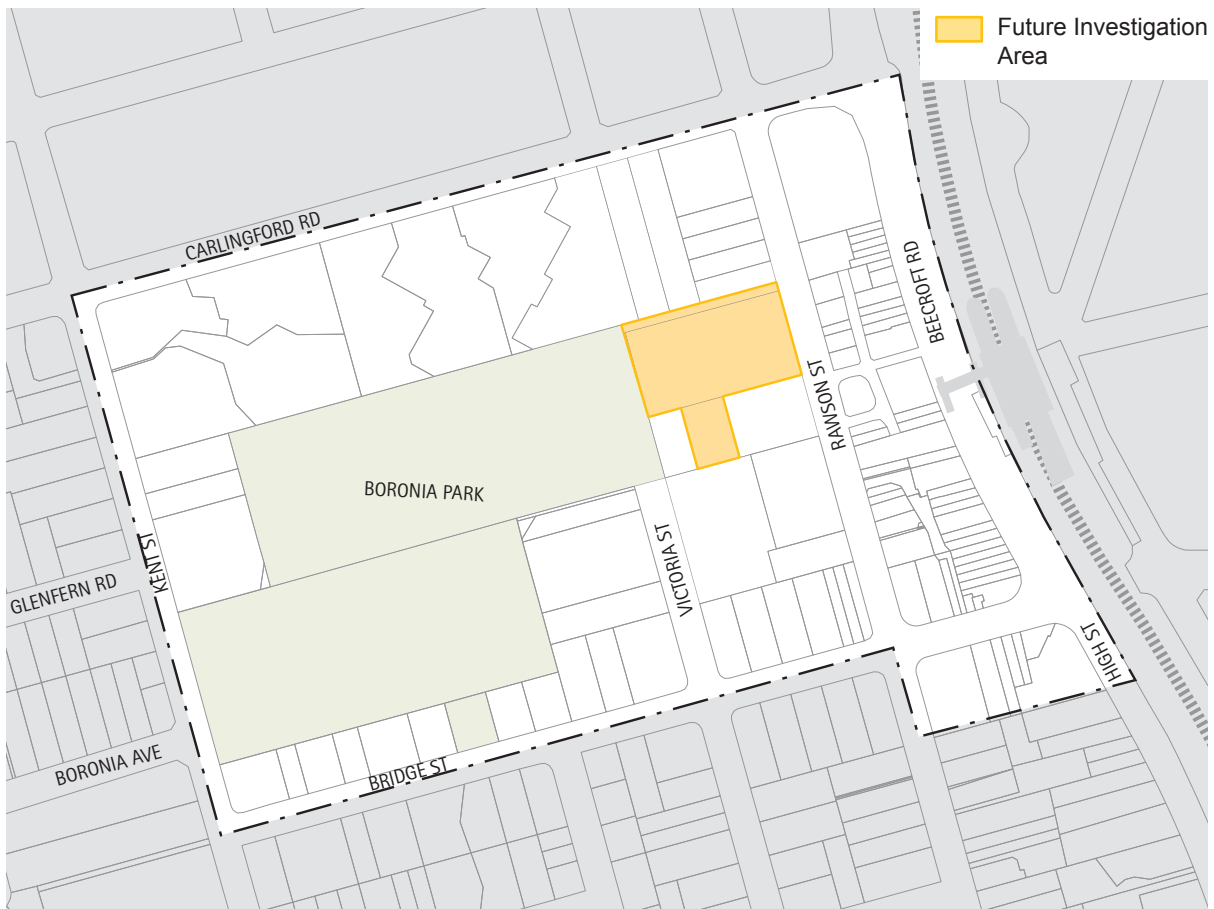 Future Investigation
Area
CARLINGFORD RD
BEECROFT RD
RAWSON ST
BORONIA PARK
KENT ST
GLENFERN RD
VICTORIA ST
HIGH ST
BORONIA AVE
BRIDGE ST